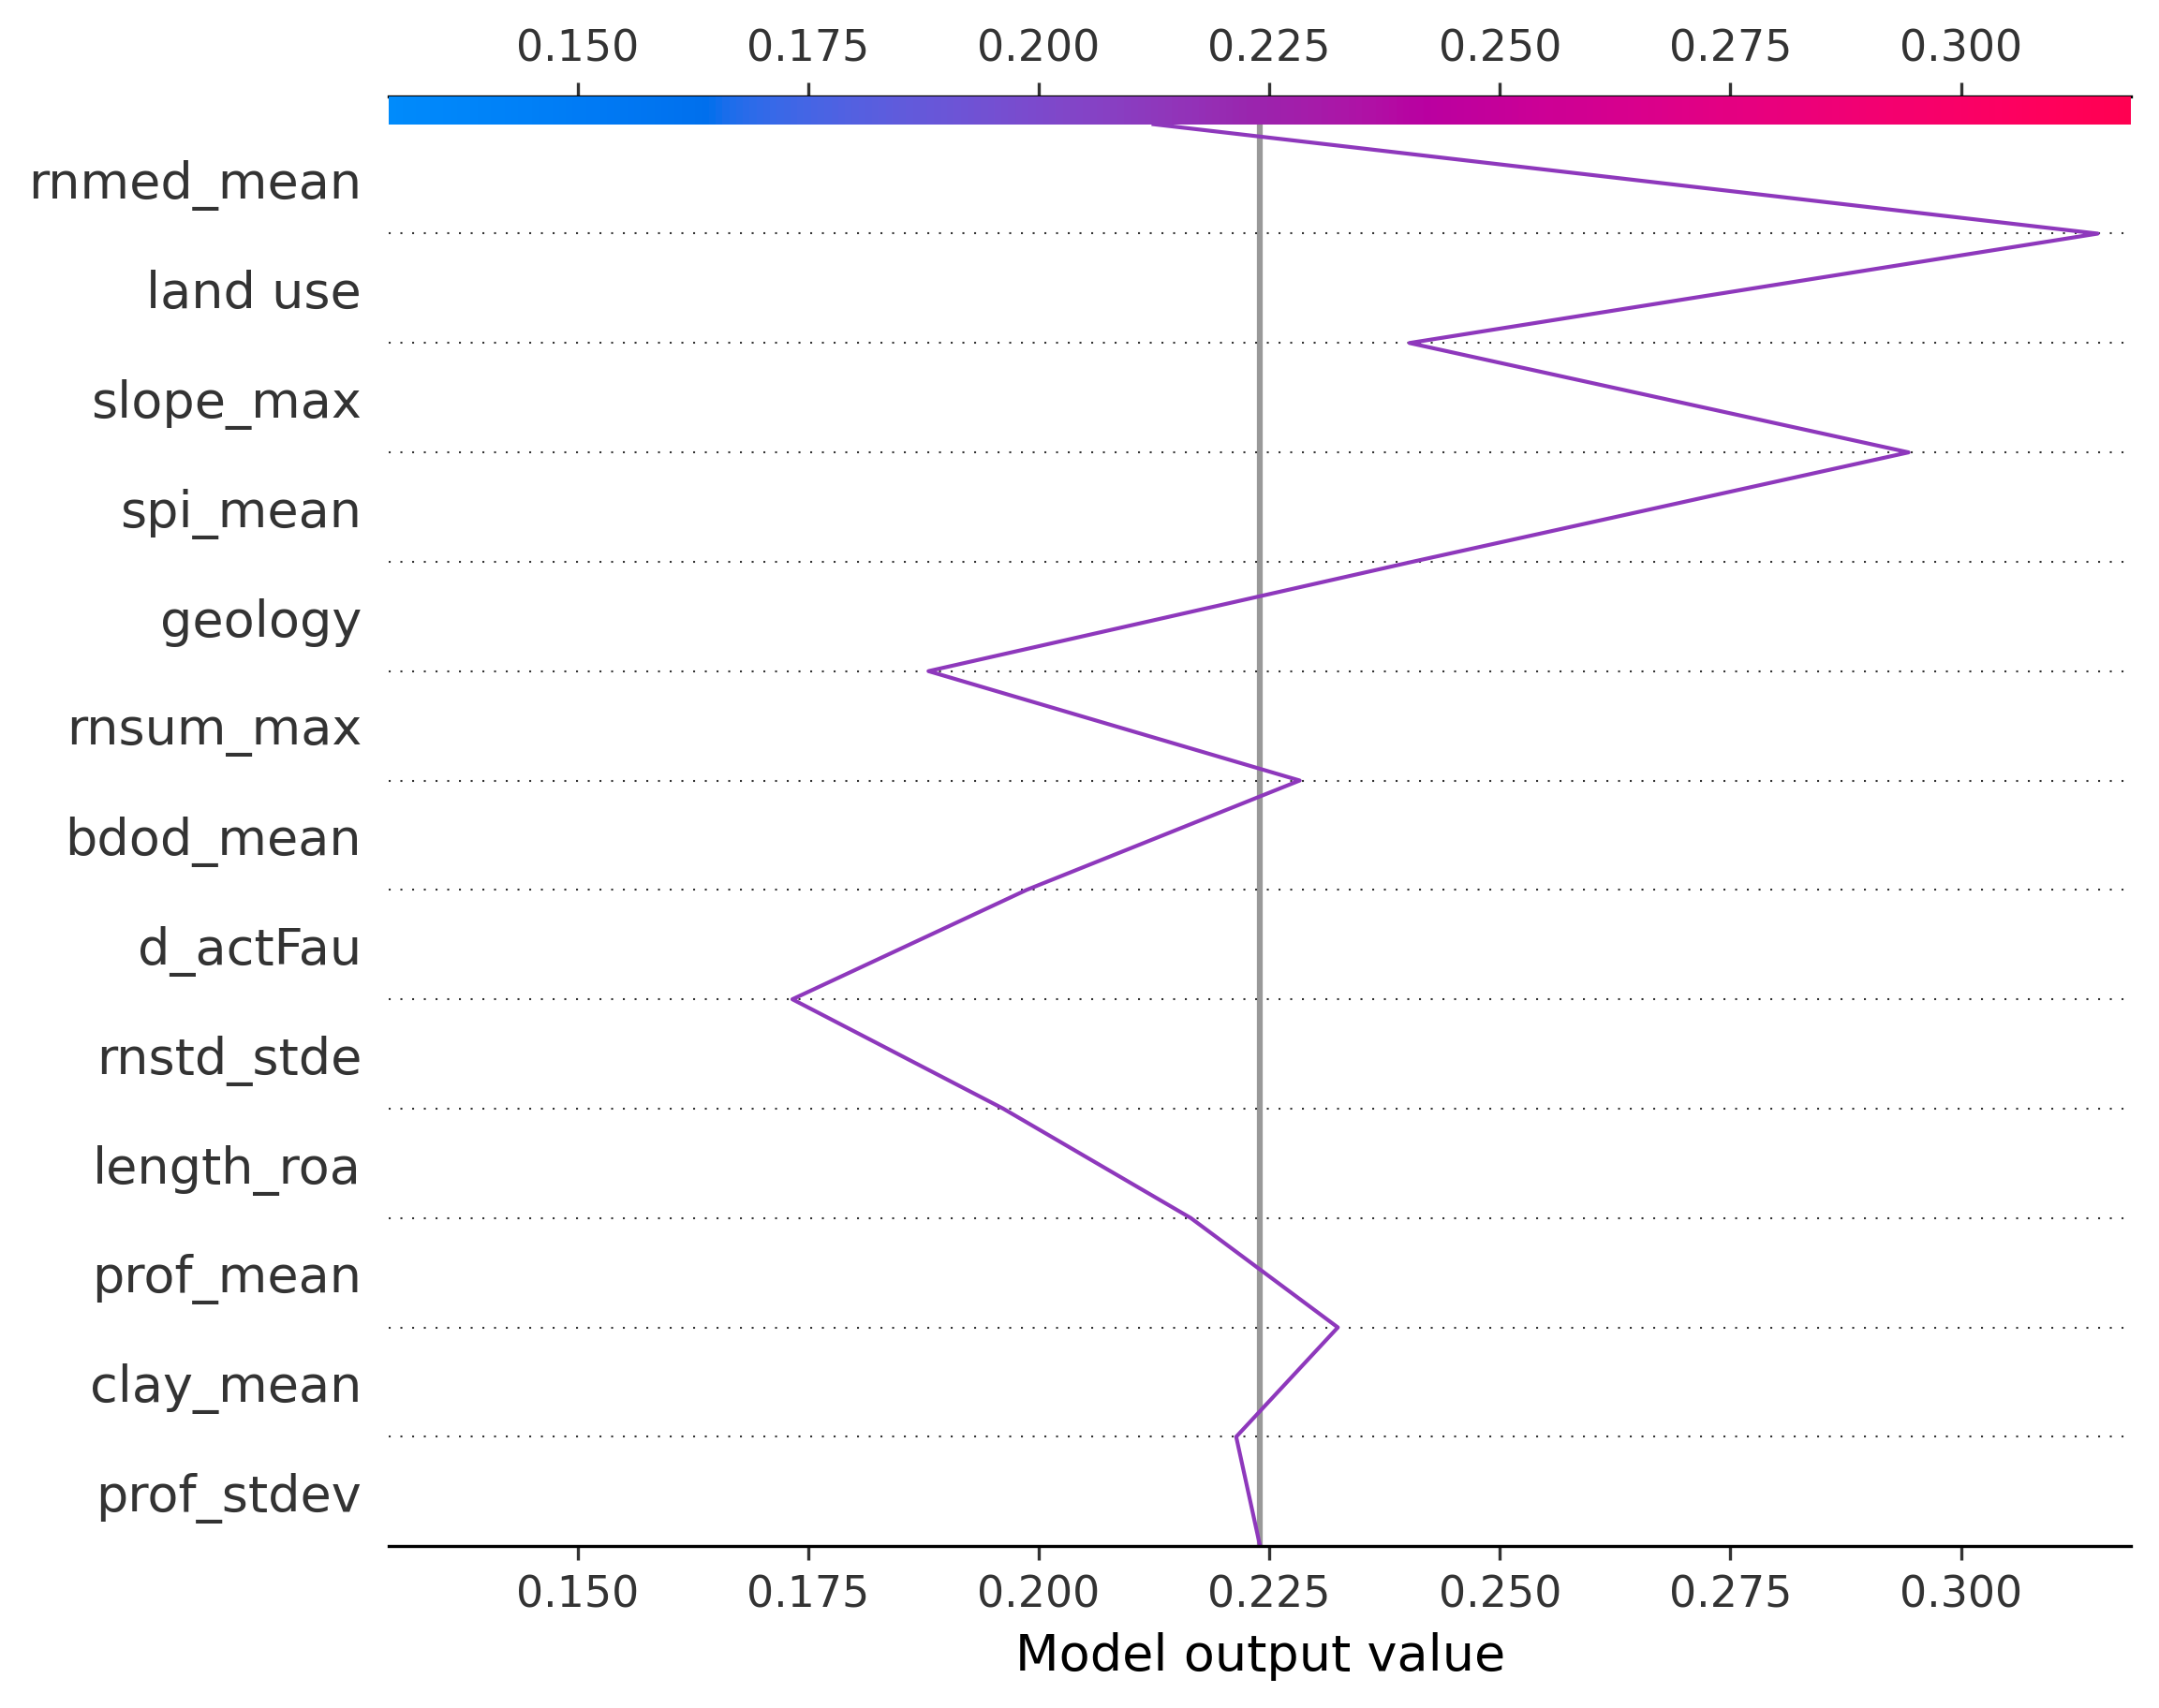 0.150 0.175 0.200 0.225 0.250 0.275 0.300
rnmed_mean
land use
slope_max
spi_mean
geology
rnsum_max
bdod_mean
d_actFau
rnstd_stde
length_roa
prof_mean
clay_mean
prof_stdev
0.150 0.175 0.200 0.225 0.250 0.275 0.300
Model output value